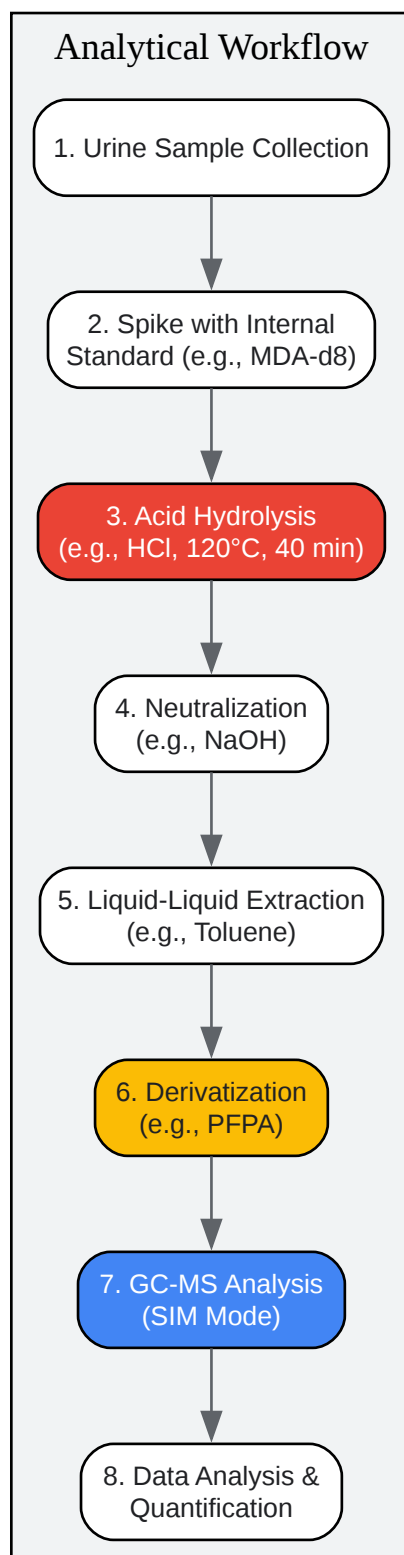 Analytical Workflow
1. Urine Sample Collection
2. Spike with Internal
Standard (e.g., MDA-d8)
3. Acid Hydrolysis
(e.g., HCl, 120°C, 40 min)
4. Neutralization
(e.g., NaOH)
5. Liquid-Liquid Extraction
(e.g., Toluene)
6. Derivatization
(e.g., PFPA)
7. GC-MS Analysis
(SIM Mode)
8. Data Analysis &
Quantification